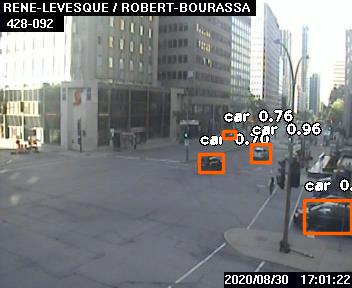 RENE-LEVESQUE / ROBERT-BOURASSA
428-092
car 0.76
car 0.96
car 0.70
car 0.
2020/08/30 17:01:22